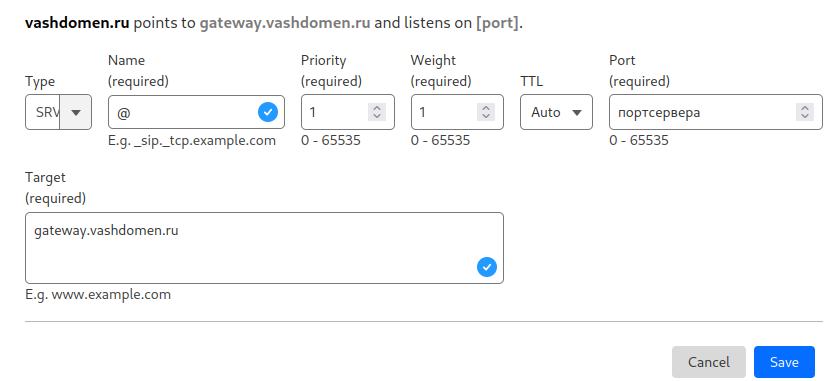 vashdomen.ru points to gateway.vashdomen.ru and listens on [port].
Type
Name
(required)
Priority
(required)
Weight
(required)
TTL
Port
(required)
SRV
@
1
1
Auto
портсервера
E.g. _sip._tcp.example.com
0 - 65535
0 - 65535
0 - 65535
Target
(required)
gateway.vashdomen.ru
E.g. www.example.com
Cancel
Save